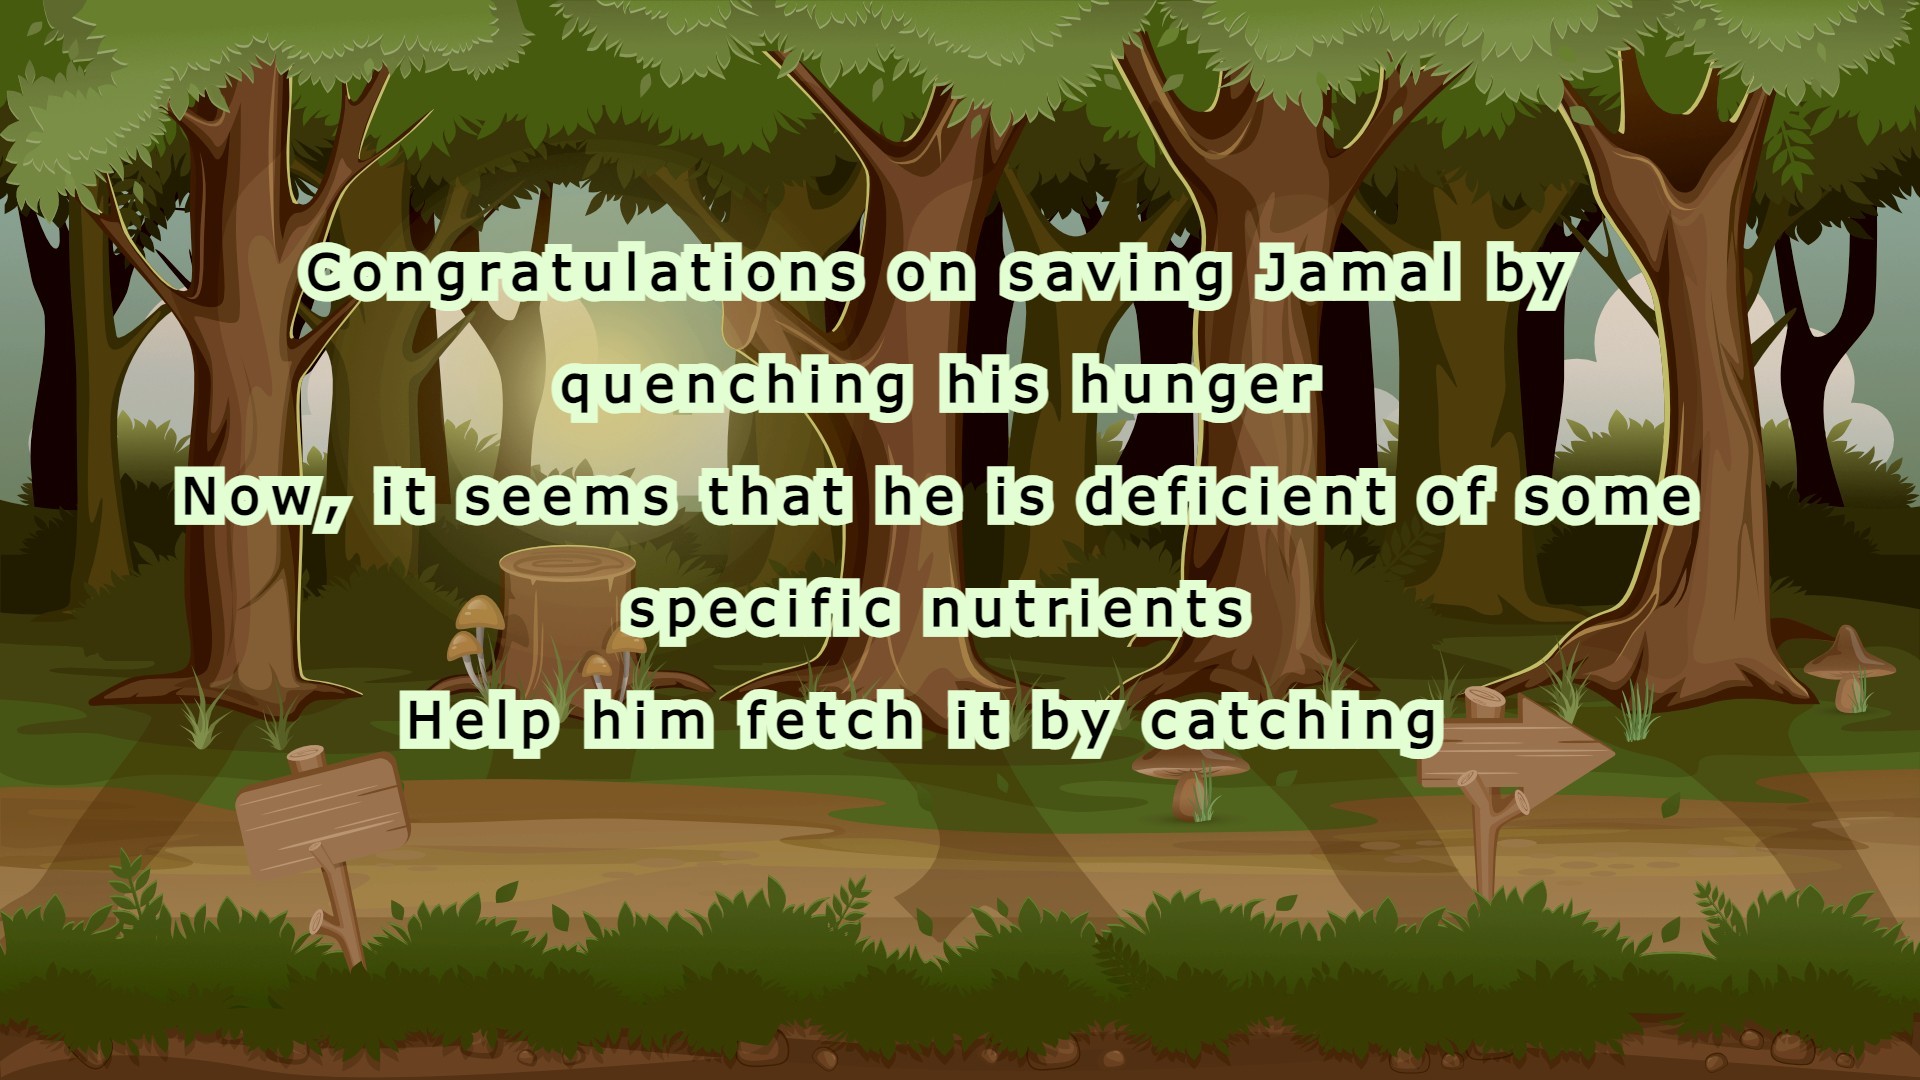 Congratulations on saving Jamal by
quenching his hunger
Now, it seems that he is deficient of some
specific nutrients
Help him fetch it by catching